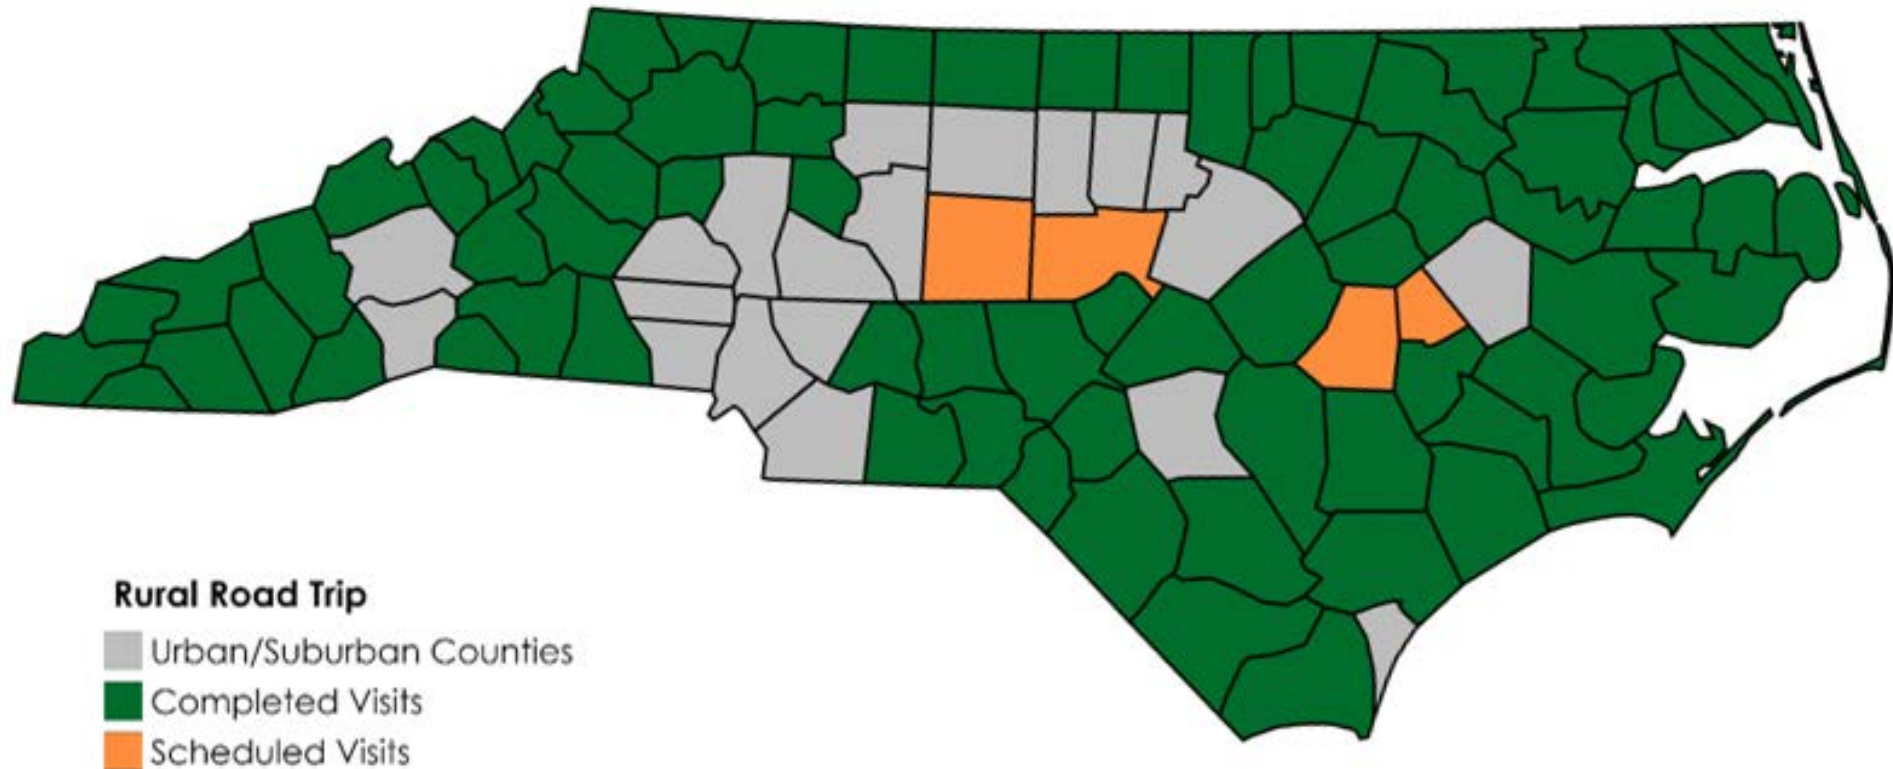 Rural Road Trip
Urban/Suburban Counties
Completed Visits
Scheduled Visits